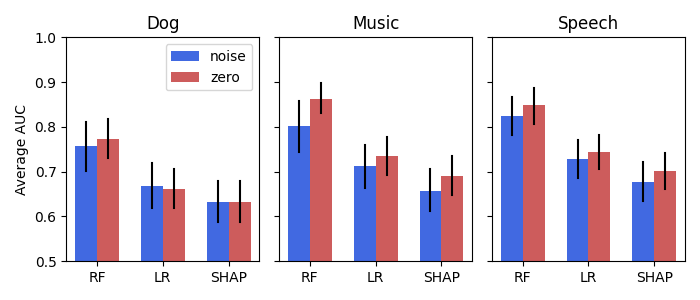 Dog
Music
Speech
Average AUC
1.0
0.9
0.8
0.7
0.6
0.5
noise
zero
RF
LR
SHAP
RF
LR
SHAP
RF
LR
SHAP